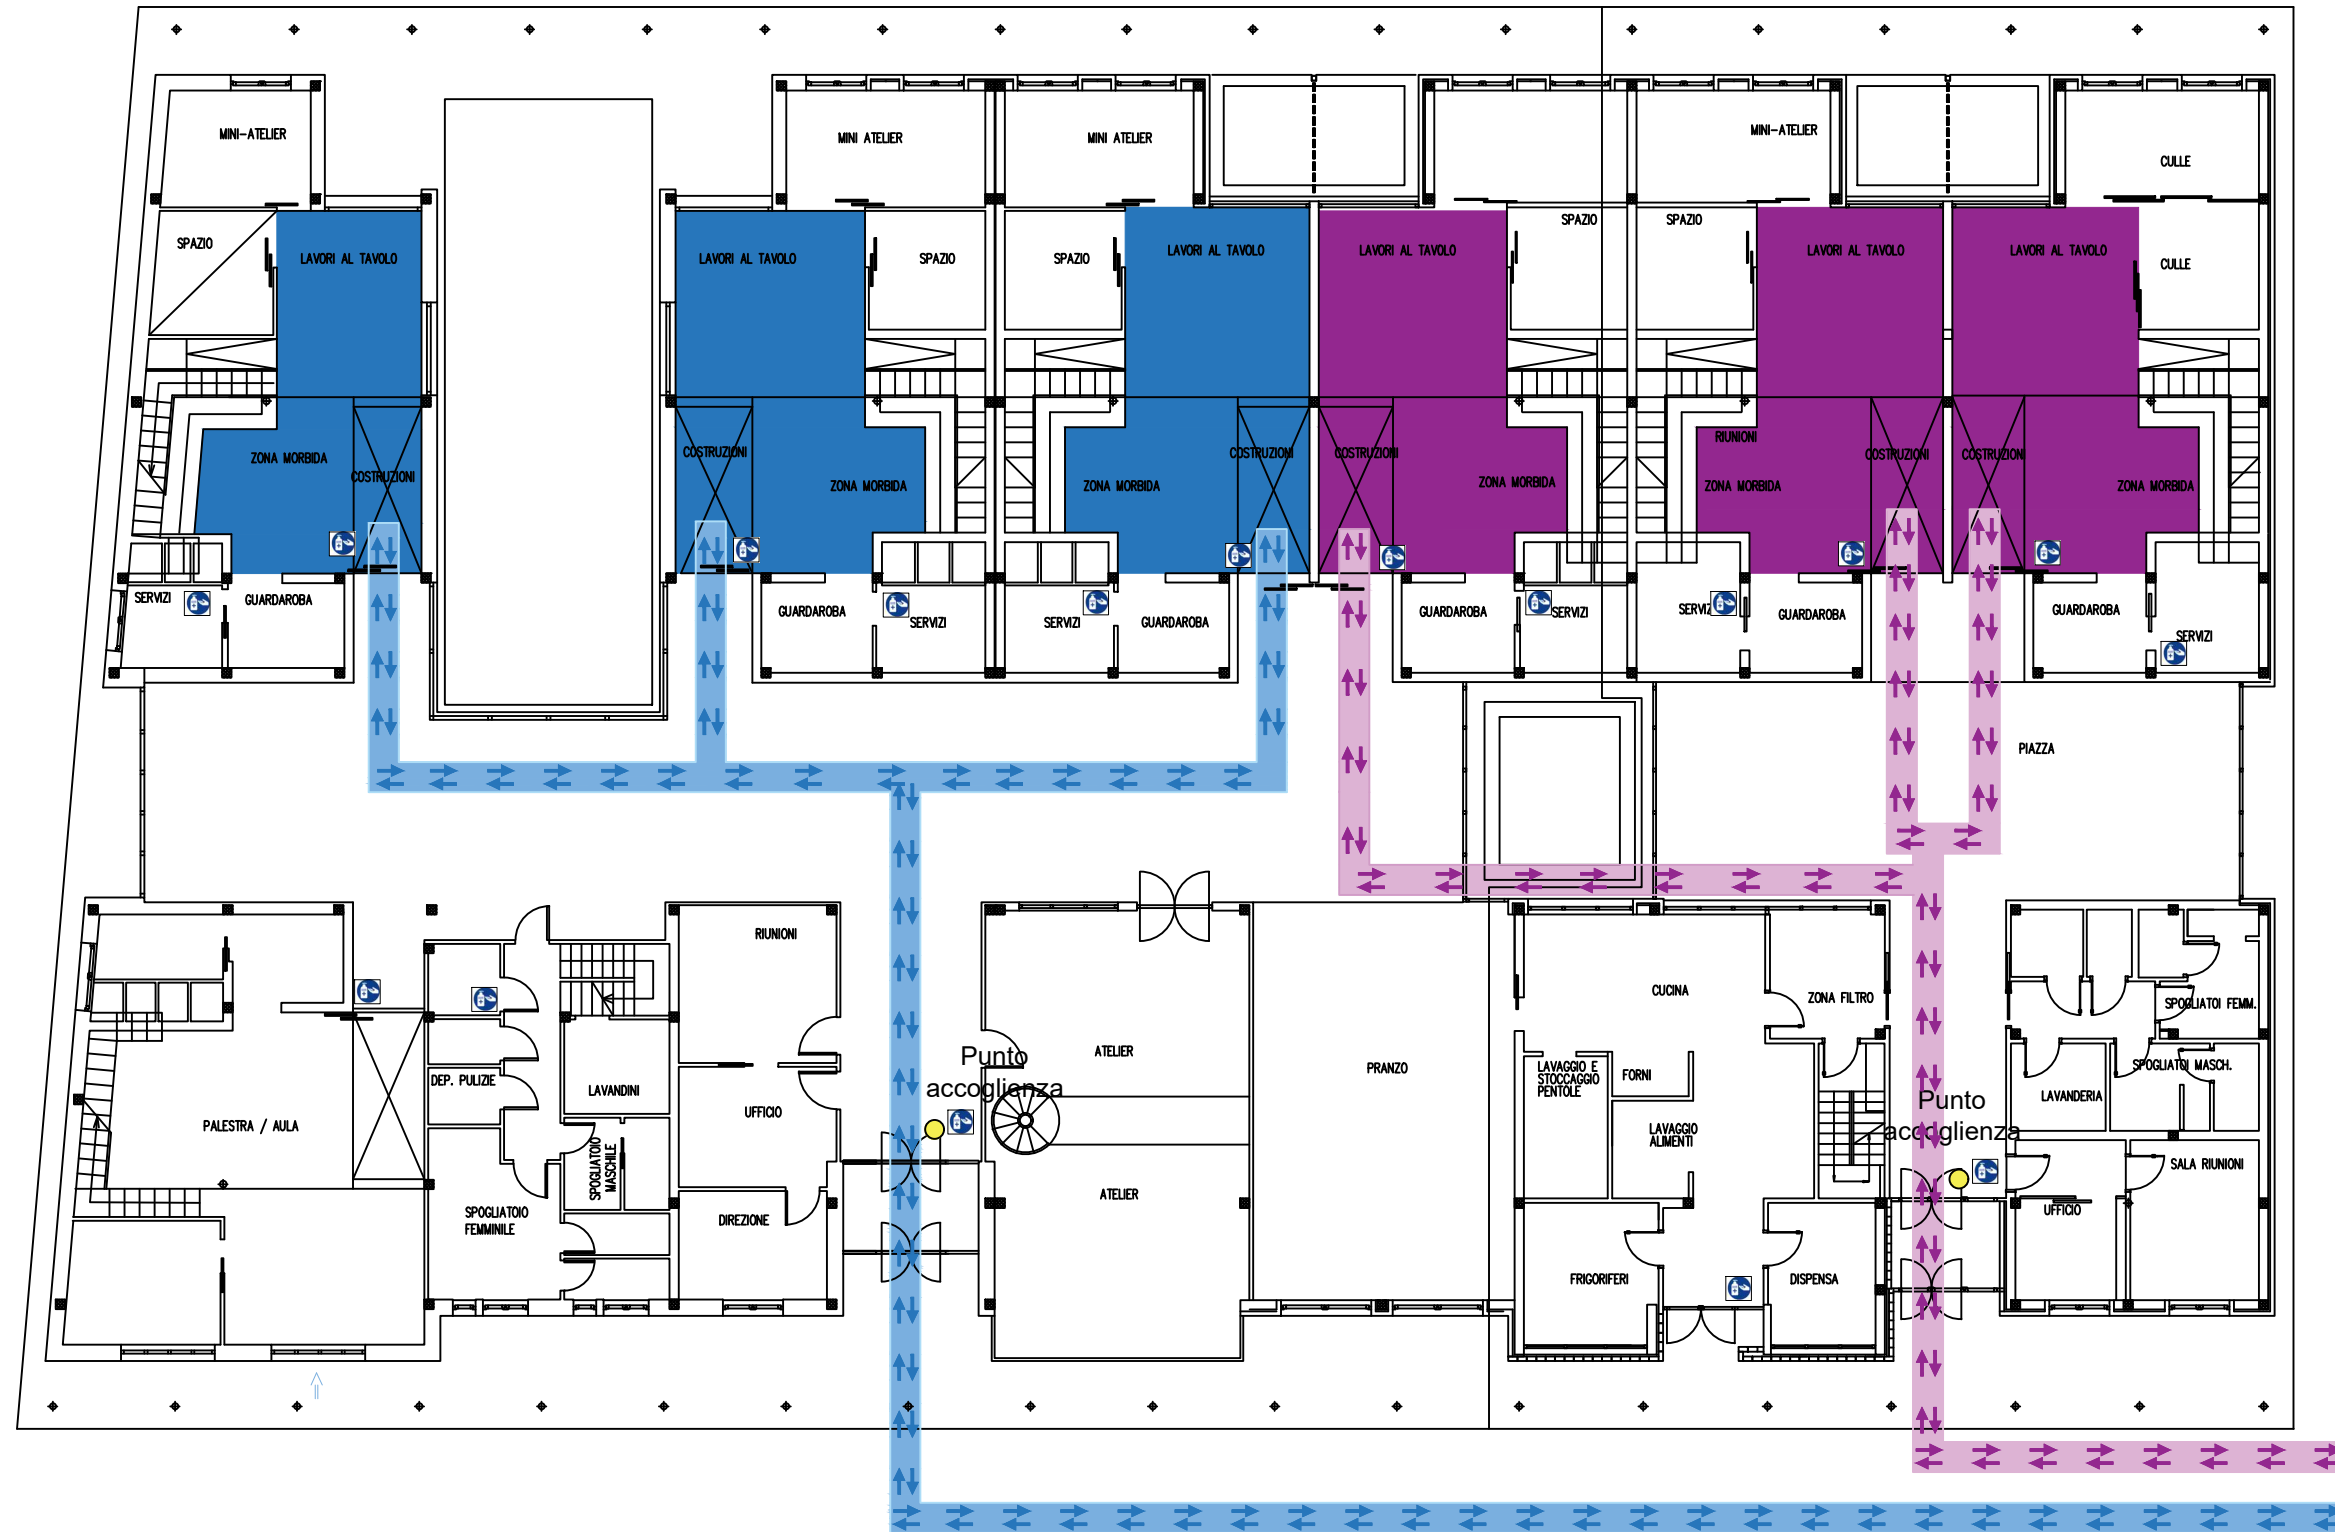 MINI-ATELIER
MINI ATELIER
MINI ATELIER
MINI-ATELIER
CULLE
SPAZIO
LAVORI AL TAVOLO
LAVORI AL TAVOLO
SPAZIO
SPAZIO
LAVORI AL TAVOLO
LAVORI AL TAVOLO
SPAZIO
SPAZIO
LAVORI AL TAVOLO
LAVORI AL TAVOLO
CULLE
ZONA MORBIDA
COSTRUZIONI
COSTRUZIONI
ZONA MORBIDA
ZONA MORBIDA
COSTRUZIONI
COSTRUZIONI
ZONA MORBIDA
RIUNIONI
ZONA MORBIDA
COSTRUZIONI
COSTRUZIONI
ZONA MORBIDA
SERVIZI
GUARDAROBA
GUARDAROBA
SERVIZI
SERVIZI
GUARDAROBA
GUARDAROBA
SERVIZI
SERVIZI
GUARDAROBA
GUARDAROBA
SERVIZI
PIAZZA
RIUNIONI
CUCINA
ZONA FILTRO
SPOGLIATOI FEMM.
Punto
accoglienza
ATELIER
PRANZO
LAVAGGIO E
STOCCAGGIO
PENTOLE
FORNI
SPOGLIATOI MASCH.
DEP. PULIZIE
LAVANDINI
UFFICIO
LAVANDERIA
Punto
accoglienza
PALESTRA / AULA
LAVAGGIO
ALIMENTI
SPOGLIATOIO
MASCHILE
SALA RIUNIONI
ATELIER
SPOGLIATOIO
FEMMINILE
DIREZIONE
UFFICIO
FRIGORIFERI
DISPENSA